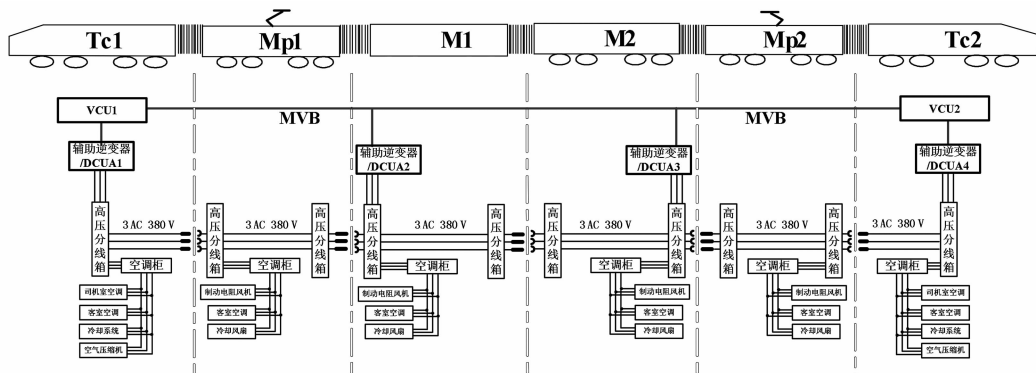 Tc1 Mp1 M1 M2 Mp2 Tc2
VCU1 VCU2
MVB MVB
辅助逆变器 辅助逆变器 辅助逆变器 辅助逆变器
/DCUA1 /DCUA2 /DCUA3 /DCUA4
高压分线箱 高压分线箱 高压分线箱 高压分线箱 高压分线箱 高压分线箱 高压分线箱 高压分线箱 高压分线箱 高压分线箱
3 AC 380 V 3 AC 380 V 3 AC 380 V 3 AC 380 V 3 AC 380 V 3 AC 380 V
空调柜 空调柜 空调柜 空调柜 空调柜 空调柜
司机室空调 制动电阻风机 制动电阻风机 制动电阻风机 制动电阻风机 司机室空调
客室空调 客室空调 客室空调 客室空调 客室空调 客室空调
冷却系统 冷却风扇 冷却风扇 冷却风扇 冷却风扇 冷却系统
空气压缩机 空气压缩机